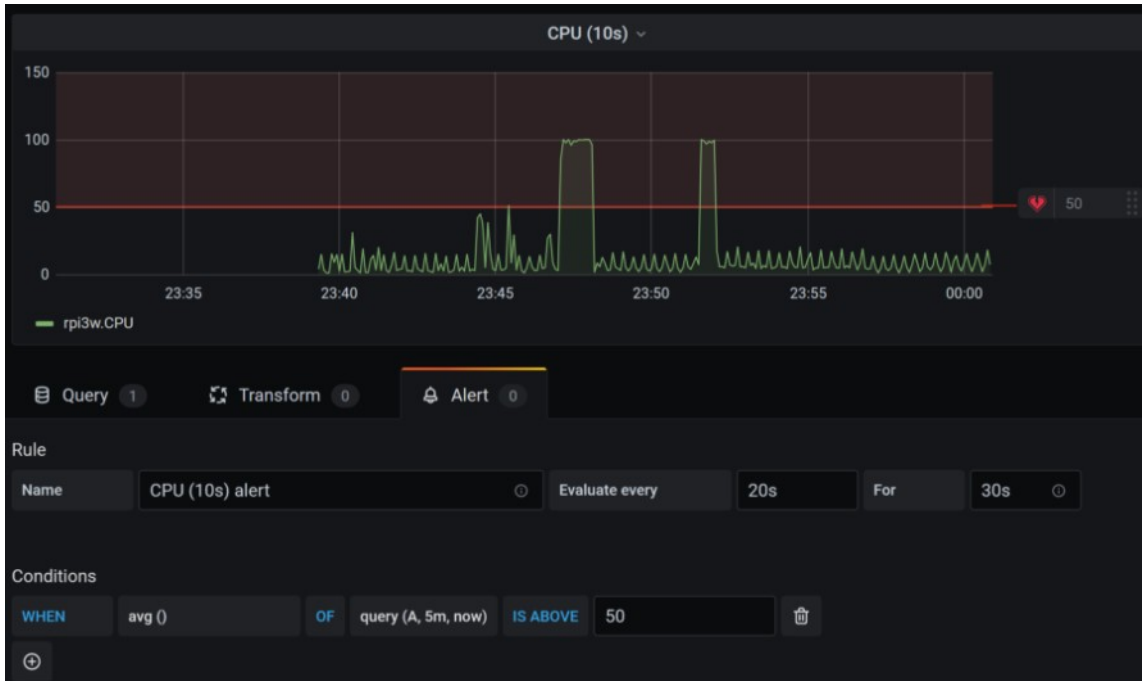 CPU (10s)
150
100
50
0
50
23:35 23:40 23:45 23:50 23:55 00:00
rpi3w.CPU
Query 1 Transform 0 Alert 0
Rule
Name CPU (10s) alert Evaluate every 20s For 30s
Conditions
WHEN avg () OF query (A, 5m, now) IS ABOVE 50